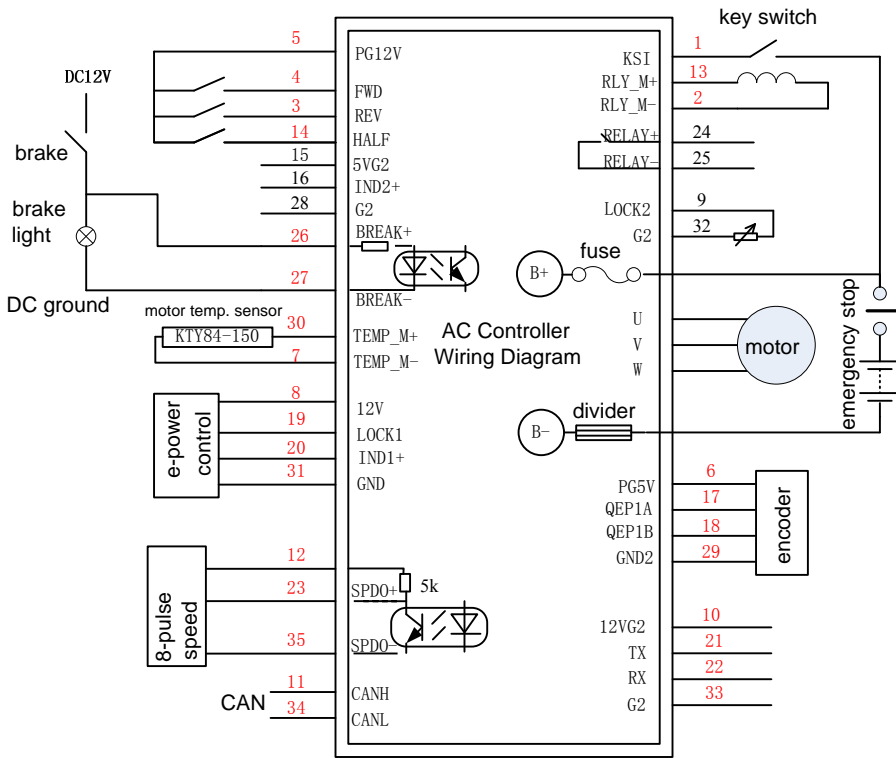 5
PG12V
DC12V
4
FWD
3
REV
14
HALF
brake
15
5VG2
16
IND2+
28
G2
brake
light
BREAK+
26
27
DC ground
BREAK-
motor temp. sensor
KTY84-150
30
TEMP_M+
7
TEMP_M-
e-power
control
8
12V
19
LOCK1
20
IND1+
31
GND
8-pulse
speed
12
5k
23
SPDO+
35
SPDO-
CAN
11
CANH
34
CANL
AC Controller
Wiring Diagram
key switch
1
KSI
13
RLY_M+
RLY_M-
2
RELAY+
24
RELAY-
25
9
LOCK2
32
G2
B+
fuse
emergency stop
U
V
W
motor
B-
divider
6
PG5V
17
QEP1A
18
QEP1B
29
GND2
encoder
10
12VG2
21
TX
22
RX
33
G2